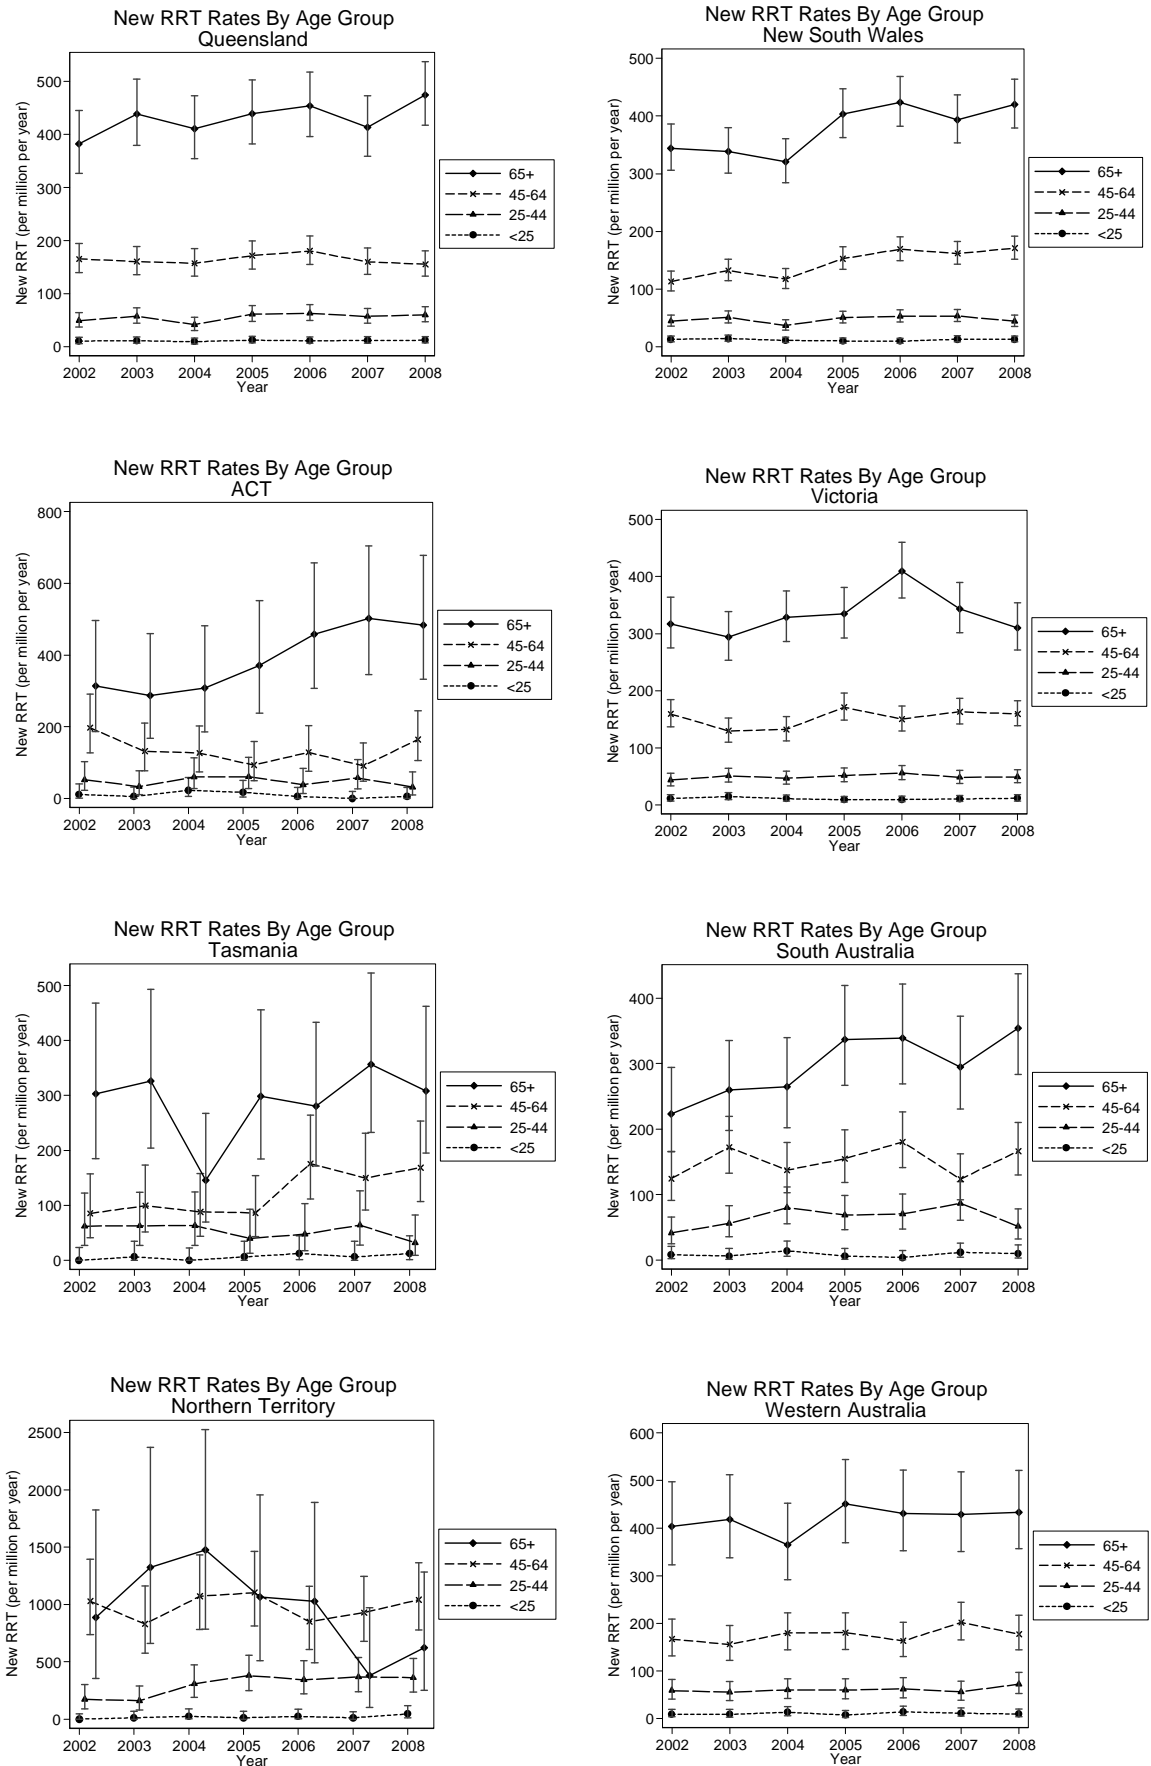 New RRT Rates By Age Group
Queensland
New RRT (per million per year)
500
400
300
200
100
0
2002 2003 2004 2005 2006 2007 2008
Year
65+
45-64
25-44
<25
New RRT Rates By Age Group
New South Wales
New RRT (per million per year)
500
400
300
200
100
0
2002 2003 2004 2005 2006 2007 2008
Year
65+
45-64
25-44
<25
New RRT Rates By Age Group
ACT
New RRT (per million per year)
800
600
400
200
0
2002 2003 2004 2005 2006 2007 2008
Year
65+
45-64
25-44
<25
New RRT Rates By Age Group
Victoria
New RRT (per million per year)
500
400
300
200
100
0
2002 2003 2004 2005 2006 2007 2008
Year
65+
45-64
25-44
<25
New RRT Rates By Age Group
Tasmania
New RRT (per million per year)
500
400
300
200
100
0
2002 2003 2004 2005 2006 2007 2008
Year
65+
45-64
25-44
<25
New RRT Rates By Age Group
South Australia
New RRT (per million per year)
400
300
200
100
0
2002 2003 2004 2005 2006 2007 2008
Year
65+
45-64
25-44
<25
New RRT Rates By Age Group
Northern Territory
New RRT (per million per year)
2500
2000
1500
1000
500
0
2002 2003 2004 2005 2006 2007 2008
Year
65+
45-64
25-44
<25
New RRT Rates By Age Group
Western Australia
New RRT (per million per year)
600
500
400
300
200
100
0
2002 2003 2004 2005 2006 2007 2008
Year
65+
45-64
25-44
<25